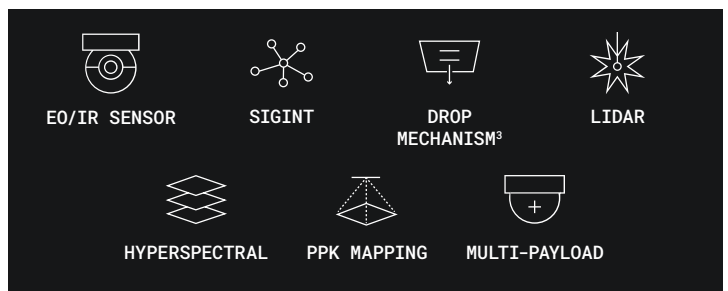 EO/IR SENSOR
SIGINT
DROP
MECHANISM³
LIDAR
HYPERSPECTRAL
PPK MAPPING
MULTI-PAYLOAD